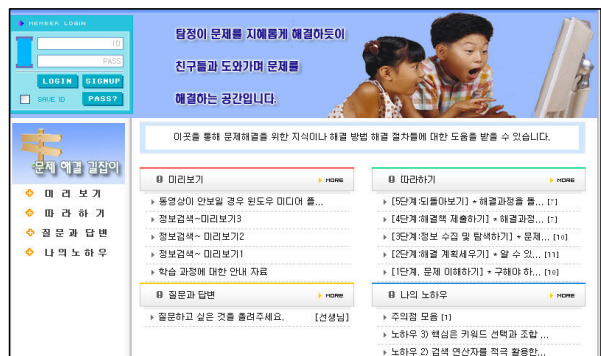 MEMBER LOGIN
ID
PASS
LOGIN SIGNUP
SAVE ID PASS?
탐정이 문제를 지혜롭게 해결하듯이
친구들과 도와가며 문제를
해결하는 공간입니다.
문제 해결 길잡이
미 리 보 기
따 라 하 기
질 문 과 답 변
나 의 노 하 우
이곳을 통해 문제해결을 위한 지식이나 해결 방법 해결 절차들에 대한 도움을 받을 수 있습니다.
미리보기 MORE
동영상이 안보일 경우 윈도우 미디어 플...
정보검색~미리보기3
정보검색~ 미리보기2
정보검색~ 미리보기1
학습 과정에 대한 안내 자료
따라하기 MORE
[5단계:되돌아보기] * 해결과정을 돌... [7]
[4단계:해결책 제출하기] * 해결과정... [7]
[3단계:정보 수집 및 탐색하기] * 문제... [10]
[2단계:해결 계획세우기] * 알 수 있... [11]
[1단계. 문제 이해하기] * 구해야 하... [10]
질문과 답변 MORE
질문하고 싶은 것을 올려주세요. [선생님]
나의 노하우 MORE
주의점 모음 [1]
노하우 3) 핵심은 키워드 선택과 조합 ...
노하우 2) 검색 연산자를 적극 활용한...